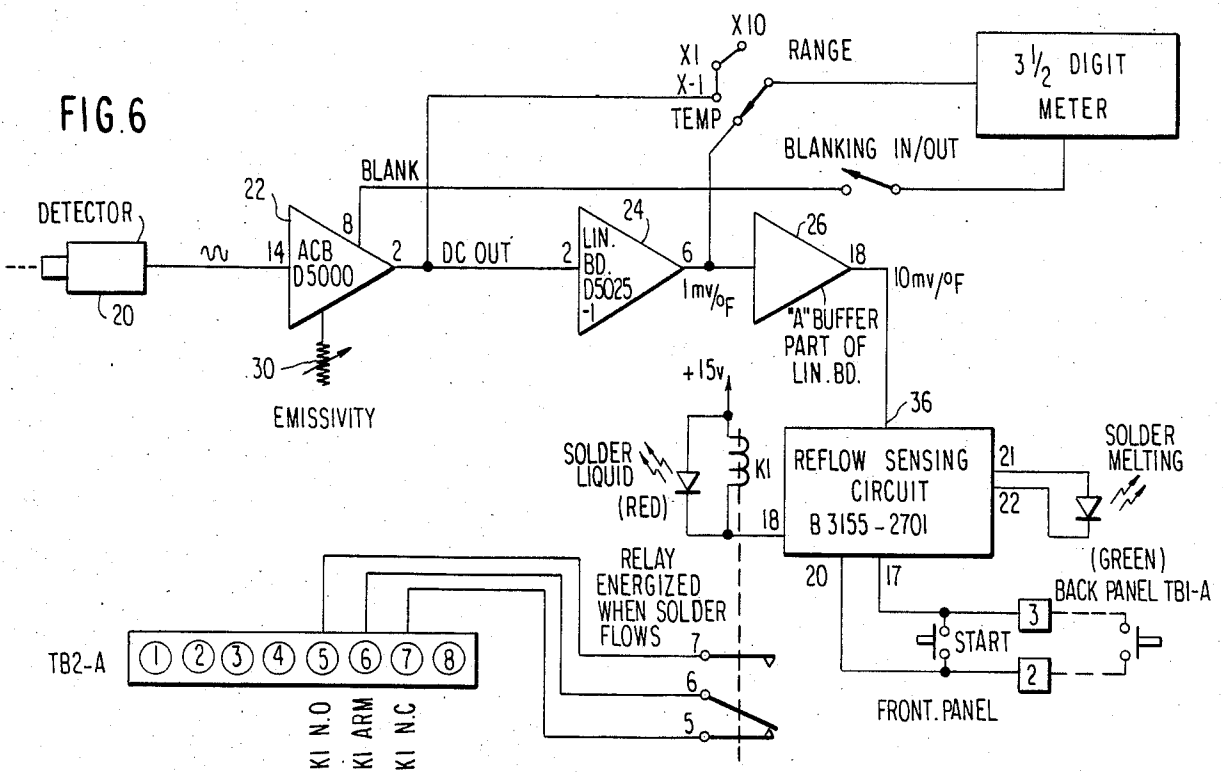 FIG.6
X10
X1
X-1
TEMP
RANGE
3 1/2 DIGIT
METER
BLANKING IN/OUT
BLANK
22
8
DETECTOR
14
ACB
D5000
2
DC OUT
2
LIN.
BD.
D5025
-1
24
6
1mv/°F
26
18
10mv/°F
"A" BUFFER
PART OF
LIN. BD.
20
30
EMISSIVITY
+15v
36
SOLDER
LIQUID
(RED)
K1
18
REFLOW SENSING
CIRCUIT
B 3155-2701
21
22
SOLDER
MELTING
(GREEN)
BACK PANEL TB1-A
20
17
3
START
2
FRONT. PANEL
RELAY
ENERGIZED
WHEN SOLDER
FLOWS
7
6
5
TB2-A
1 2 3 4 5 6 7 8
K1 N.O
K1 ARM
K1 N.C